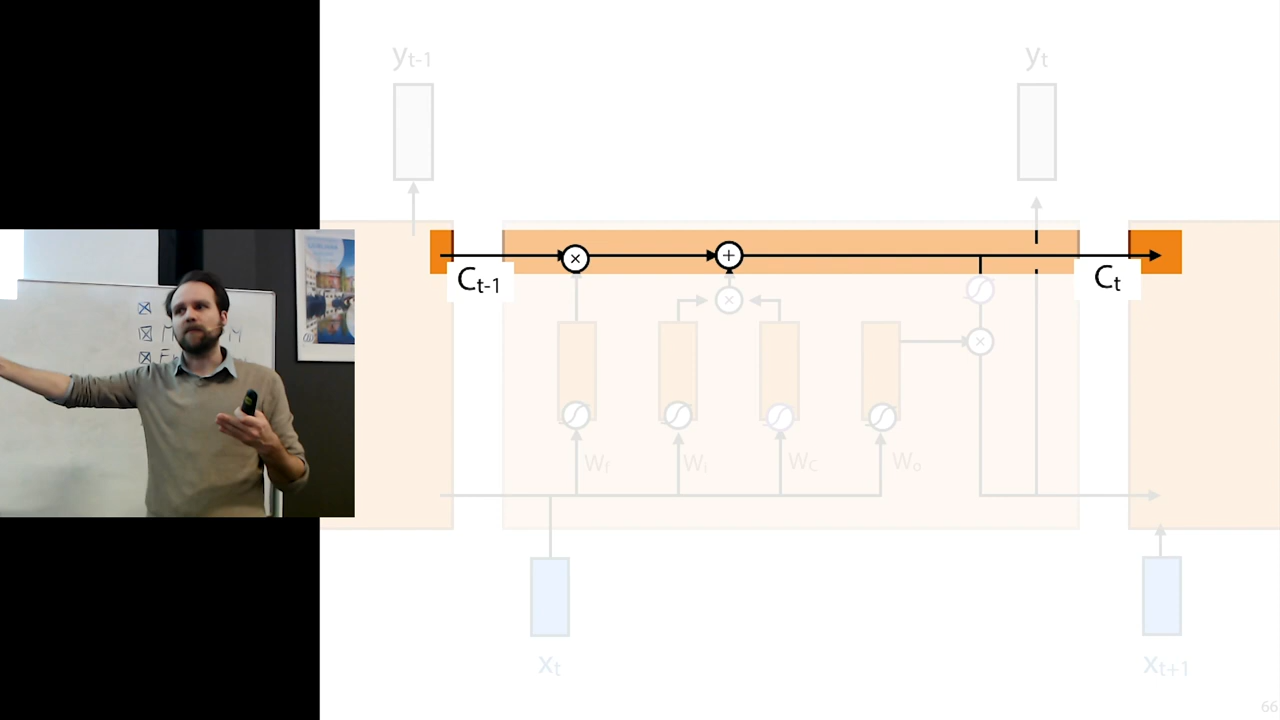 yt-1
yt
Ct-1
Ct
×
+
×
×
Wf
Wi
WC
Wo
xt
xt+1
66